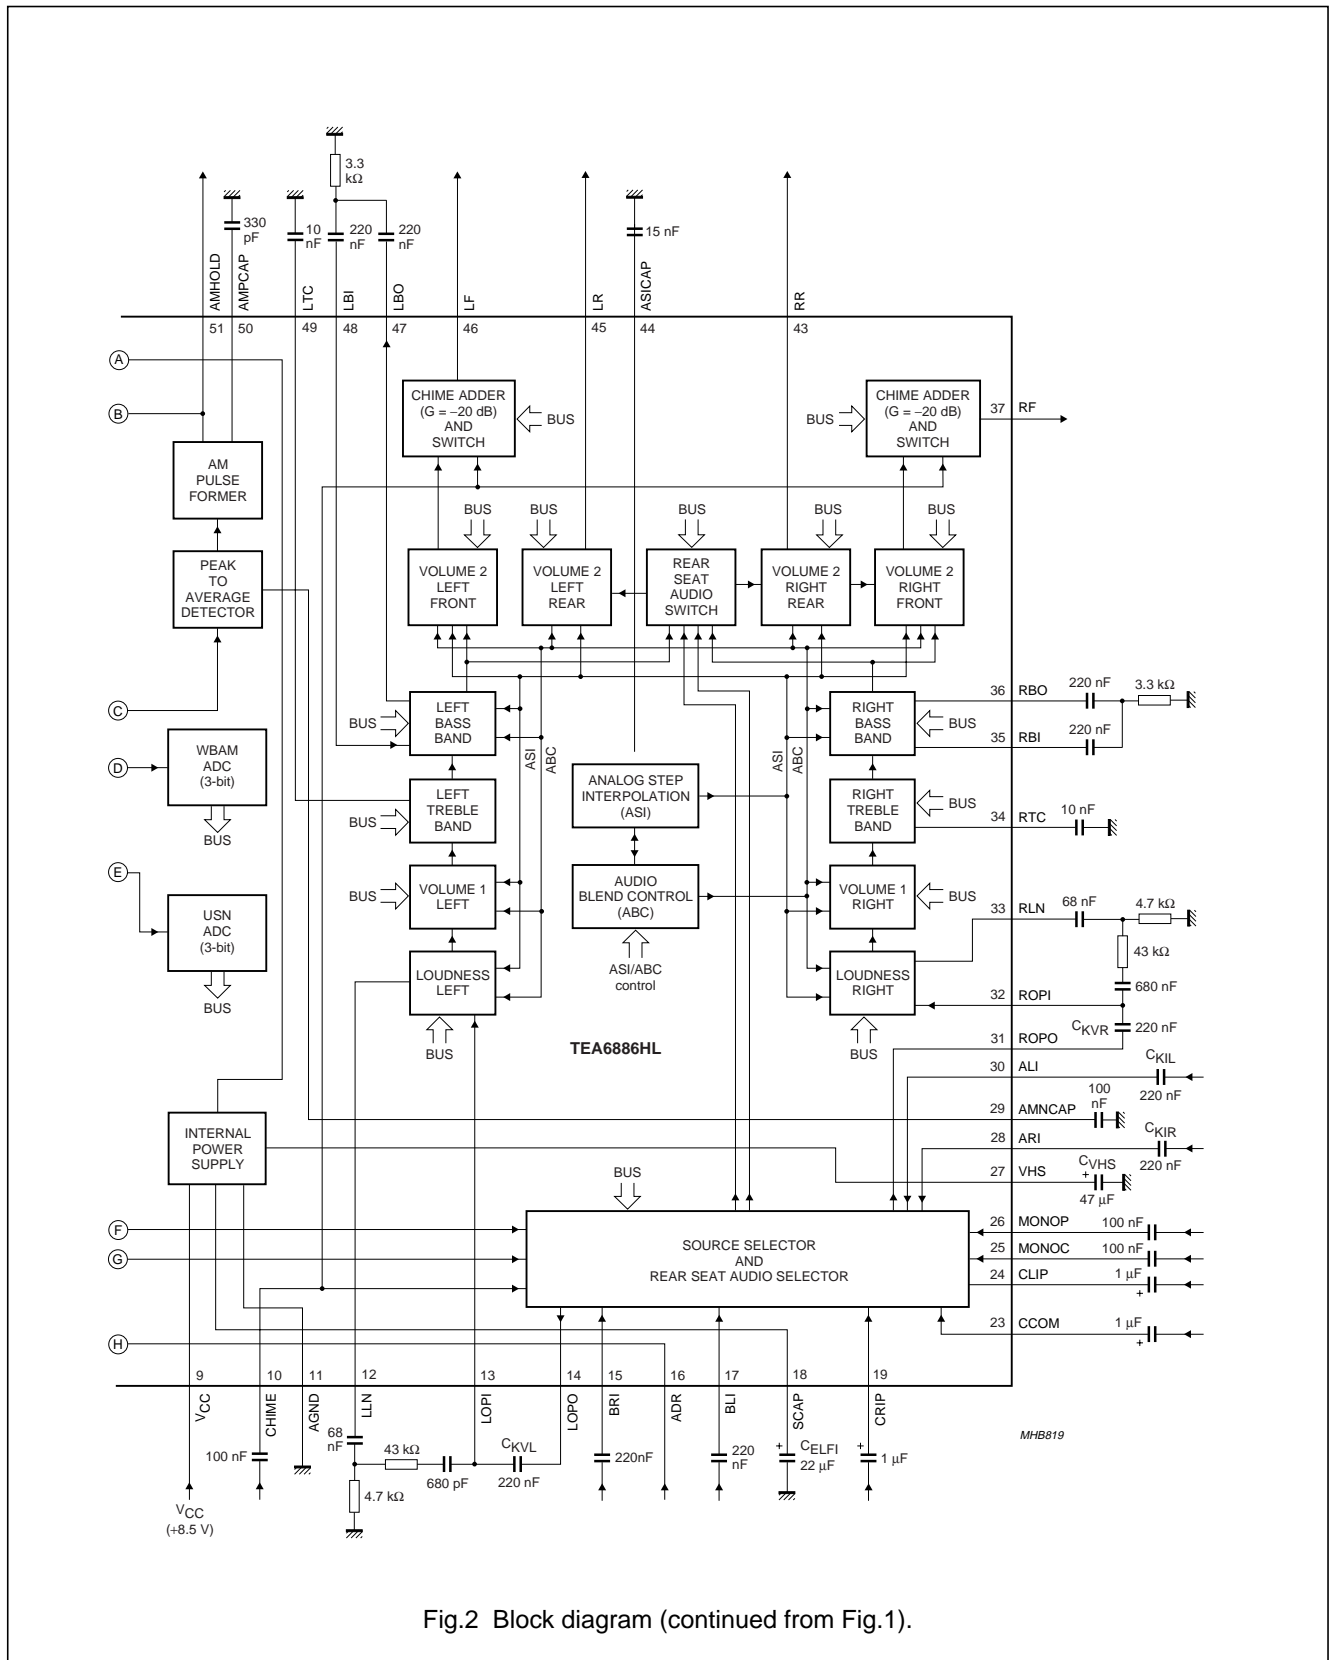 3.3
kΩ
330
pF
10
nF
220
nF
220
nF
15 nF
AMHOLD
AMPCAP
LTC
LBI
LBO
LF
LR
ASICAP
RR
51
50
49
48
47
46
45
44
43
A
B
CHIME ADDER
(G = −20 dB)
AND
SWITCH
BUS
BUS
CHIME ADDER
(G = −20 dB)
AND
SWITCH
37
RF
AM
PULSE
FORMER
BUS
BUS
BUS
BUS
BUS
PEAK
TO
AVERAGE
DETECTOR
VOLUME 2
LEFT
FRONT
VOLUME 2
LEFT
REAR
REAR
SEAT
AUDIO
SWITCH
VOLUME 2
RIGHT
REAR
VOLUME 2
RIGHT
FRONT
C
D
WBAM
ADC
(3-bit)
BUS
BUS
LEFT
BASS
BAND
ASI
ABC
ASI
ABC
RIGHT
BASS
BAND
BUS
36
RBO
220 nF
3.3 kΩ
35
RBI
220 nF
BUS
LEFT
TREBLE
BAND
ANALOG STEP
INTERPOLATION
(ASI)
RIGHT
TREBLE
BAND
BUS
34
RTC
10 nF
E
USN
ADC
(3-bit)
BUS
BUS
VOLUME 1
LEFT
AUDIO
BLEND CONTROL
(ABC)
VOLUME 1
RIGHT
BUS
33
RLN
68 nF
4.7 kΩ
43 kΩ
680 nF
LOUDNESS
LEFT
ASI/ABC
control
LOUDNESS
RIGHT
32
ROPI
BUS
TEA6886HL
BUS
CKVR
220 nF
31
ROPO
30
ALI
CKIL
220 nF
29
AMNCAP
100
nF
28
ARI
CKIR
220 nF
27
VHS
CVHS
+
47 μF
INTERNAL
POWER
SUPPLY
BUS
F
G
SOURCE SELECTOR
AND
REAR SEAT AUDIO SELECTOR
26
MONOP
100 nF
25
MONOC
100 nF
24
CLIP
1 μF
+
23
CCOM
1 μF
+
H
9
10
11
12
13
14
15
16
17
18
19
VCC
CHIME
AGND
LLN
LOPI
LOPO
BRI
ADR
BLI
SCAP
CRIP
100 nF
68
nF
43 kΩ
680 pF
CKVL
220 nF
4.7 kΩ
220nF
220
nF
+
CELFI
22 μF
+
1 μF
VCC
(+8.5 V)
MHB819
Fig.2 Block diagram (continued from Fig.1).